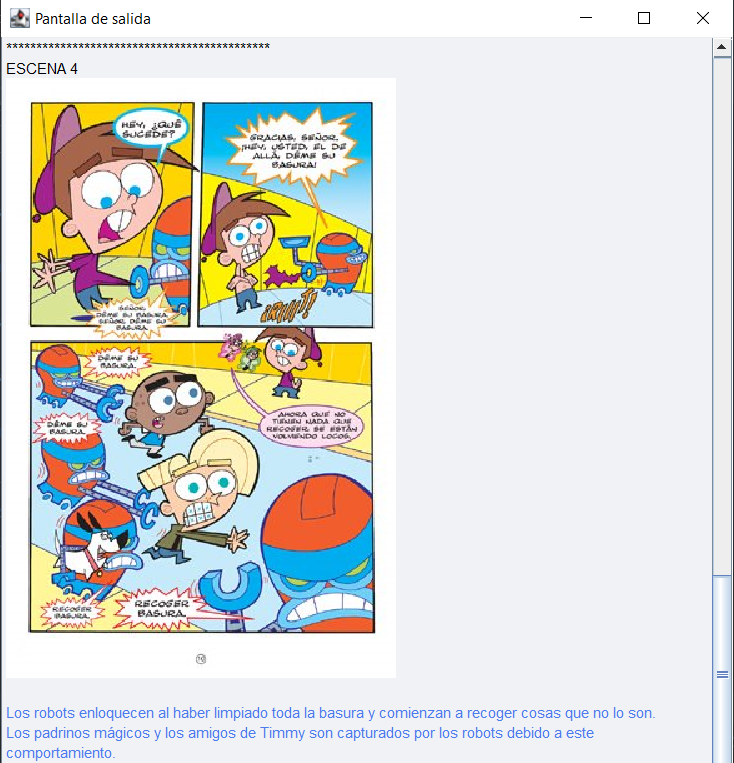 Pantalla de salida
********************************************
ESCENA 4
HEY, ¿QUÉ
SUCEDE?
SEÑOR,
DÉME SU BASURA
SEÑOR, DÉME SU
BASURA
GRACIAS, SEÑOR.
¡HEY, USTED, EL DE
ALLÁ, DÉME SU
BASURA!
DÉME SU
BASURA.
DÉME SU
BASURA.
AHORA QUE NO
TIENEN NADA QUE
RECOGER, SE ESTÁN
VOLVIENDO LOCOS.
RECOGER
BASURA.
RECOGER
BASURA.
10
Los robots enloquecen al haber limpiado toda la basura y comienzan a recoger cosas que no lo son.
Los padrinos mágicos y los amigos de Timmy son capturados por los robots debido a este
comportamiento.